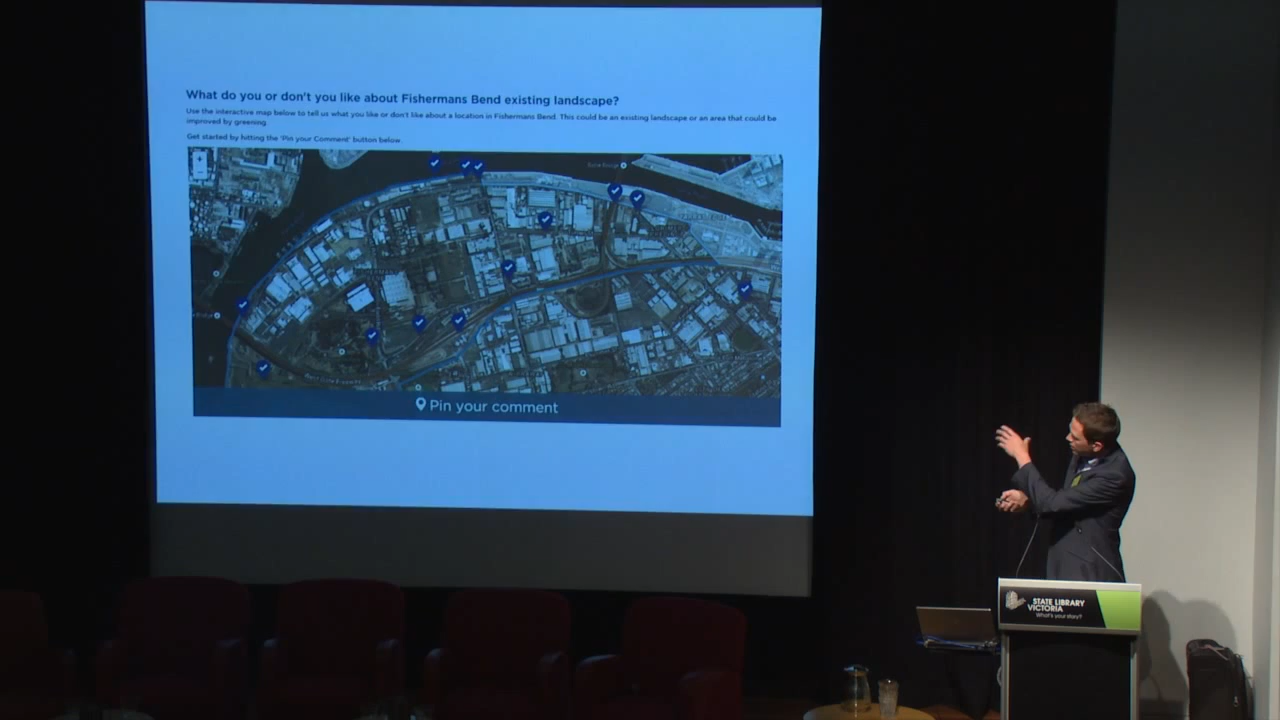 What do you or don't you like about Fishermans Bend existing landscape?
Use the interactive map below to tell us what you like or don't like about a location in Fishermans Bend. This could be an existing landscape or an area that could be
improved by greening.
Get started by hitting the 'Pin your Comment' button below.
Pin your comment
STATE LIBRARY
VICTORIA
What's your story?